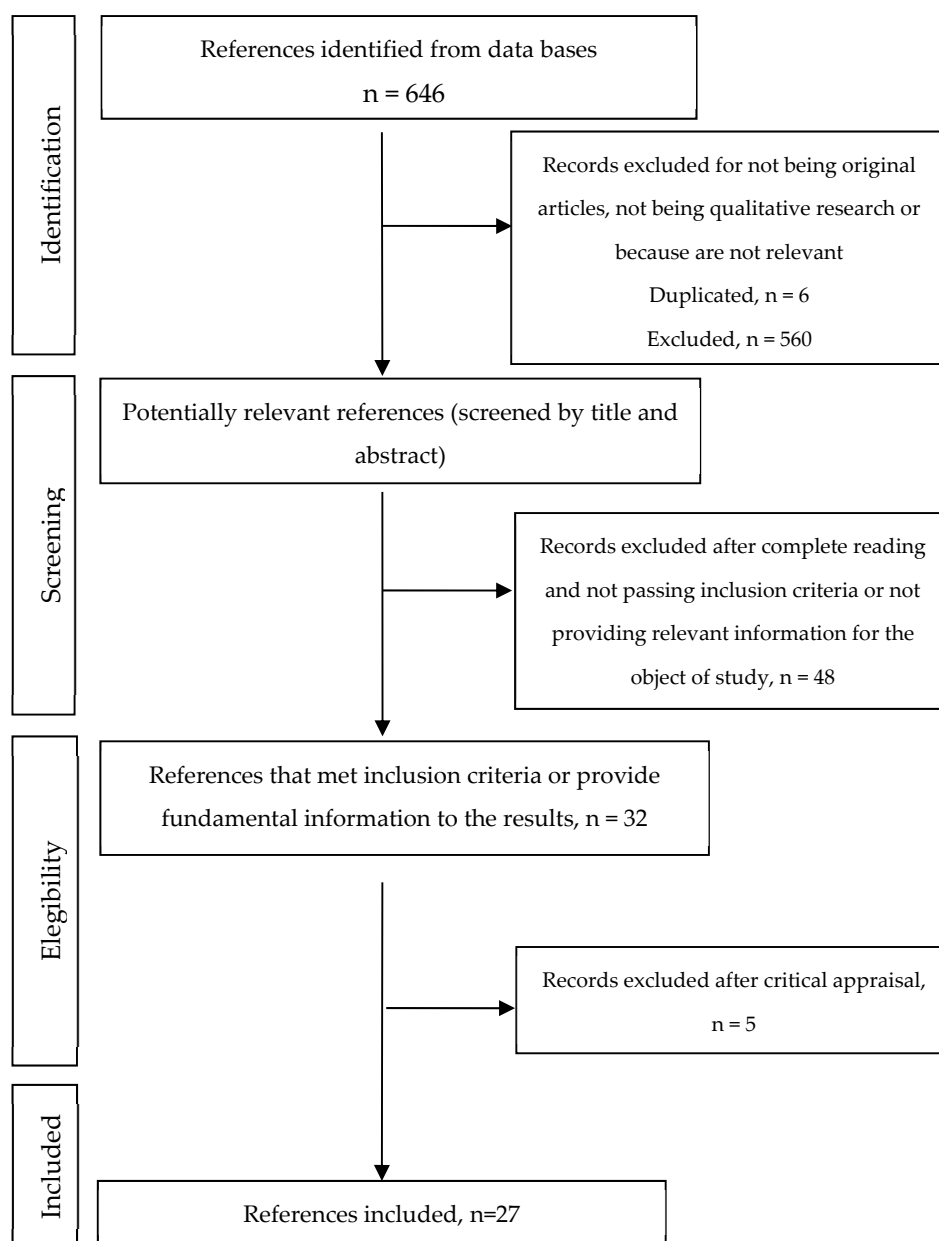 Identification
References identified from data bases
n = 646
Records excluded for not being original
articles, not being qualitative research or
because are not relevant
Duplicated, n = 6
Excluded, n = 560
Screening
Potentially relevant references (screened by title and
abstract)
Records excluded after complete reading
and not passing inclusion criteria or not
providing relevant information for the
object of study, n = 48
Elegibility
References that met inclusion criteria or provide
fundamental information to the results, n = 32
Records excluded after critical appraisal,
n = 5
Included
References included, n=27